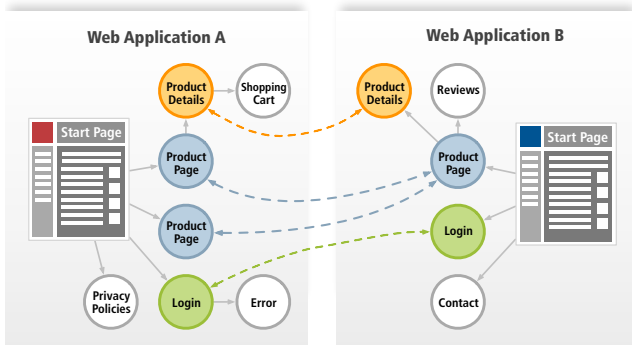 Web Application A
Product
Details
Shopping
Cart
Start Page
Product
Page
Product
Page
Privacy
Policies
Login
Error
Web Application B
Product
Details
Reviews
Start Page
Product
Page
Login
Contact